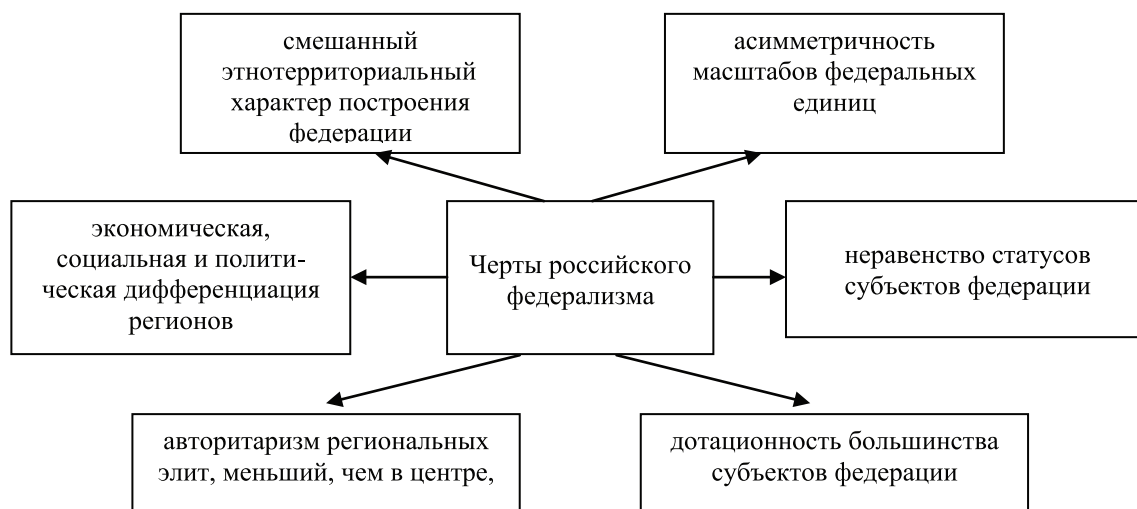 смешанный
этнотерриториальный
характер построения
федерации
асимметричность
масштабов федеральных
единиц
экономическая,
социальная и полити-
ческая дифференциация
регионов
Черты российского
федерализма
неравенство статусов
субъектов федерации
авторитаризм региональных
элит, меньший, чем в центре,
дотационность большинства
субъектов федерации